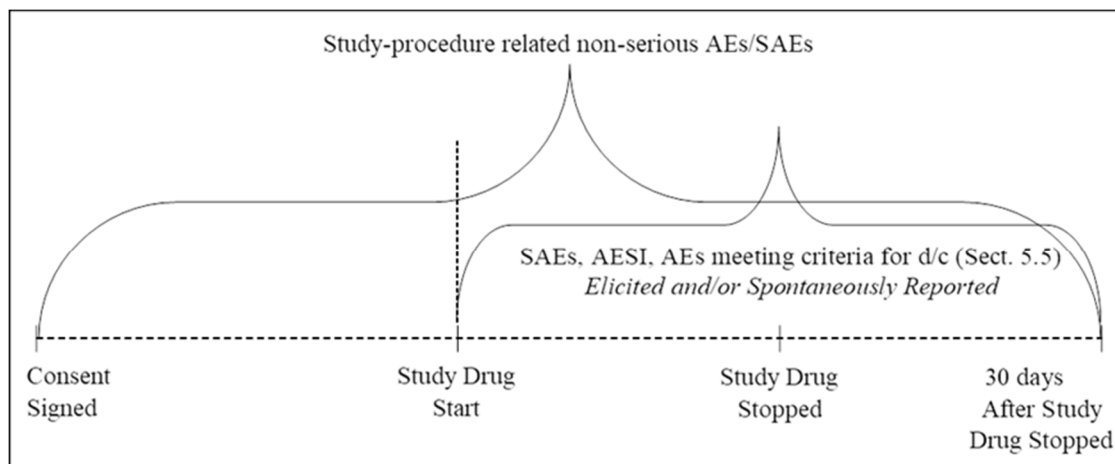 Study-procedure related non-serious AEs/SAEs
SAEs, AESI, AEs meeting criteria for d/c (Sect. 5.5)
Elicited and/or Spontaneously Reported
Consent
Signed
Study Drug
Start
Study Drug
Stopped
30 days
After Study
Drug Stopped